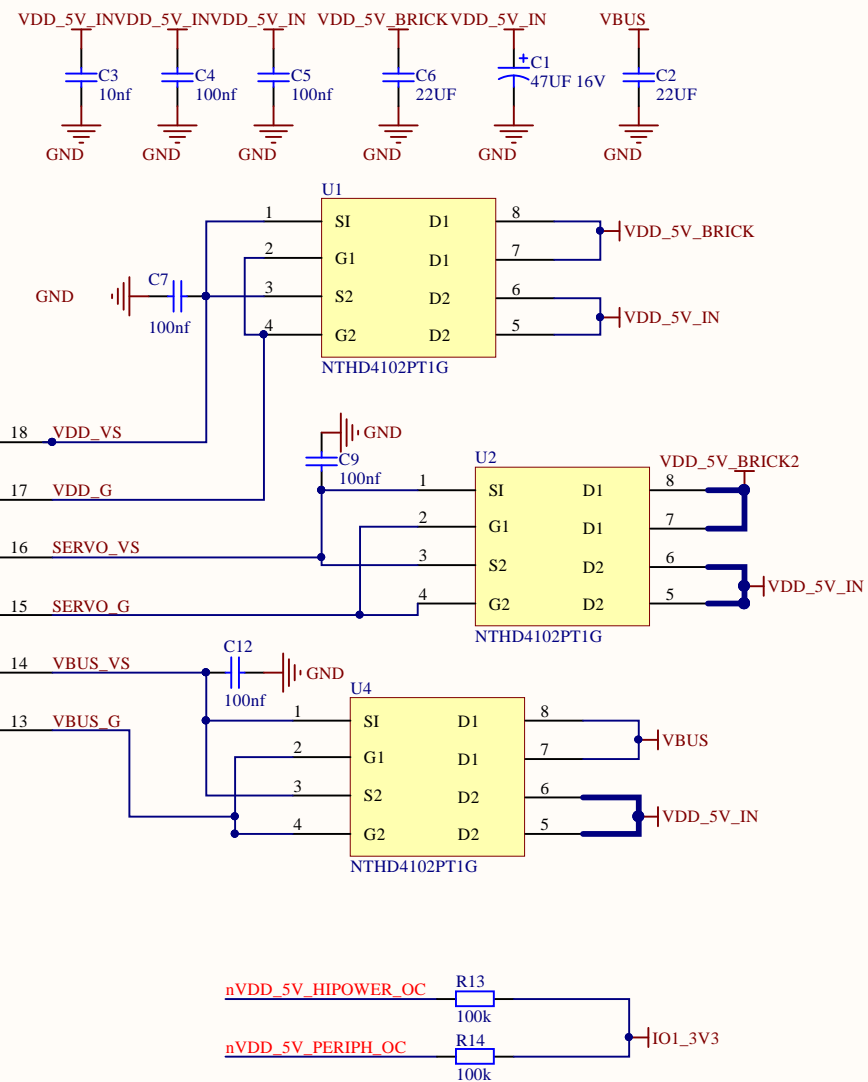 VDD_5V_IN VDD_5V_IN VDD_5V_IN VDD_5V_BRICK VDD_5V_IN VBUS
C3 C4 C5 C6 C1 C2
10nf 100nf 100nf 22UF 47UF 16V 22UF
+
GND GND GND GND GND GND
U1
1 SI D1 8
2 G1 D1 7
3 S2 D2 6
4 G2 D2 5
NTHD4102PT1G
VDD_5V_BRICK
VDD_5V_IN
GND
C7
100nf
18 VDD_VS
GND
C9
100nf
17 VDD_G
16 SERVO_VS
15 SERVO_G
U2
1 SI D1 8
2 G1 D1 7
3 S2 D2 6
4 G2 D2 5
NTHD4102PT1G
VDD_5V_BRICK2
VDD_5V_IN
14 VBUS_VS
C12
100nf
GND
13 VBUS_G
U4
1 SI D1 8
2 G1 D1 7
3 S2 D2 6
4 G2 D2 5
NTHD4102PT1G
VBUS
VDD_5V_IN
nVDD_5V_HIPOWER_OC
R13
100k
IO1_3V3
nVDD_5V_PERIPH_OC
R14
100k